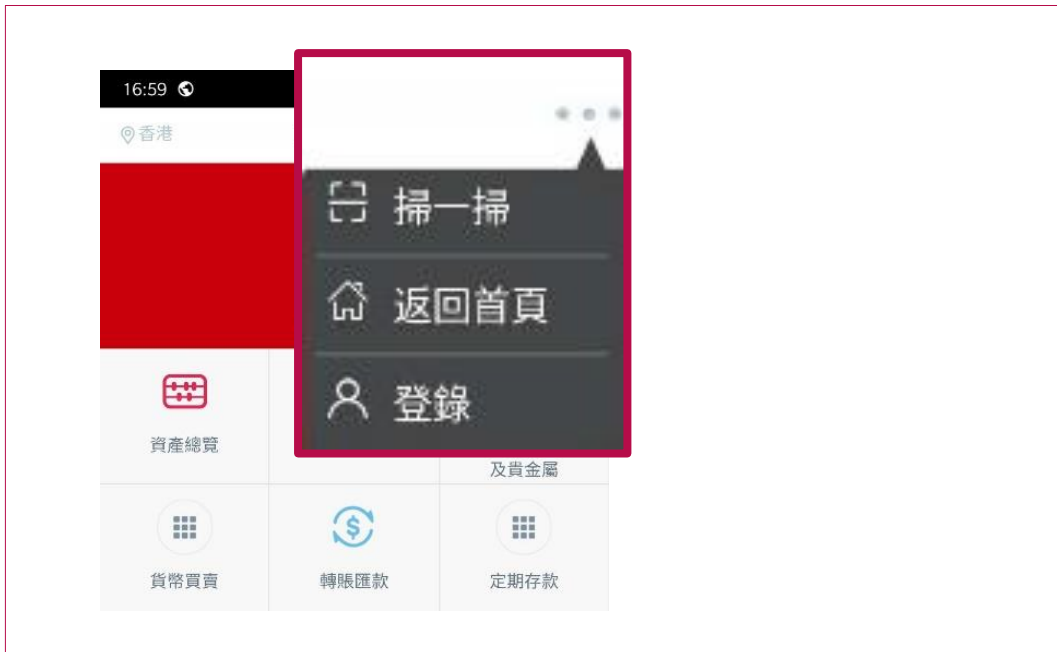 16:59
香港
掃一掃
返回首頁
登錄
資產總覽
及貴金屬
貨幣買賣
轉賬匯款
定期存款